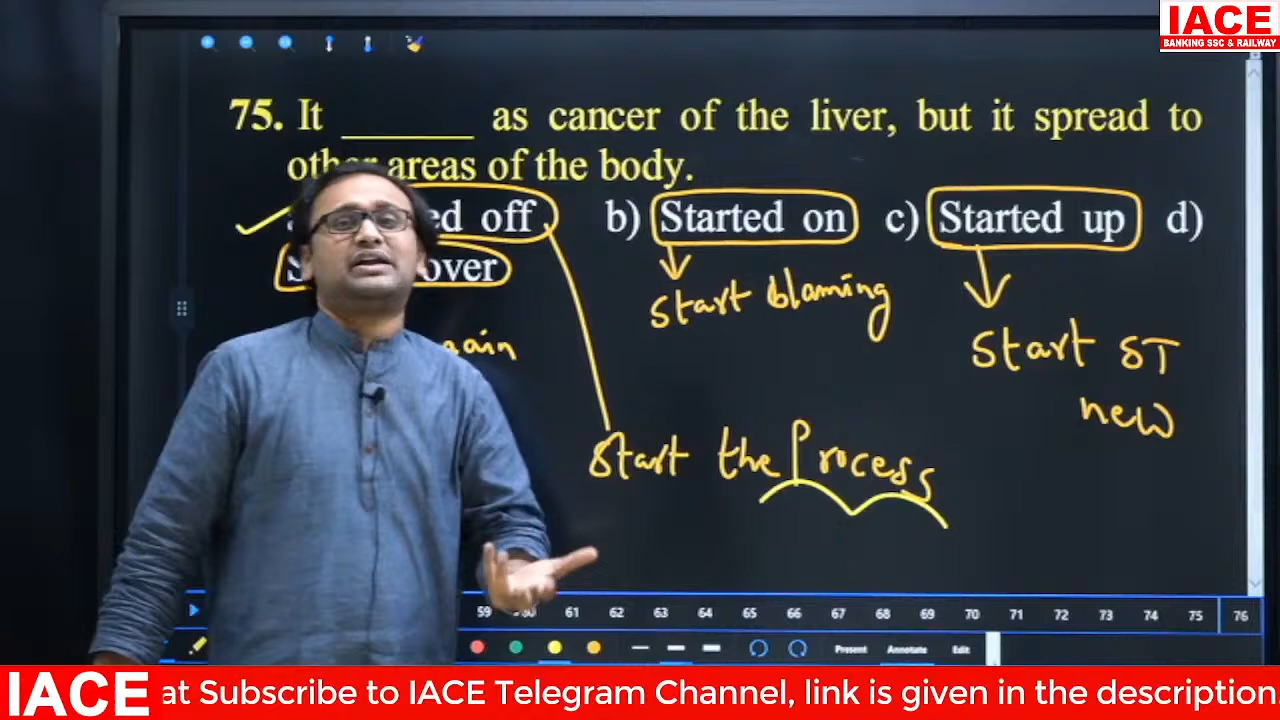 IACE
BANKING SSC & RAILWAY
75. It _______ as cancer of the liver, but it spread to
other areas of the body.
off b) Started on c) Started up d)
over
Start blaming
Start ST
new
Start the Process
59 60 61 62 63 64 65 66 67 68 69 70 71 72 73 74 75 76
Present Annotate Edit
IACE at Subscribe to IACE Telegram Channel, link is given in the description